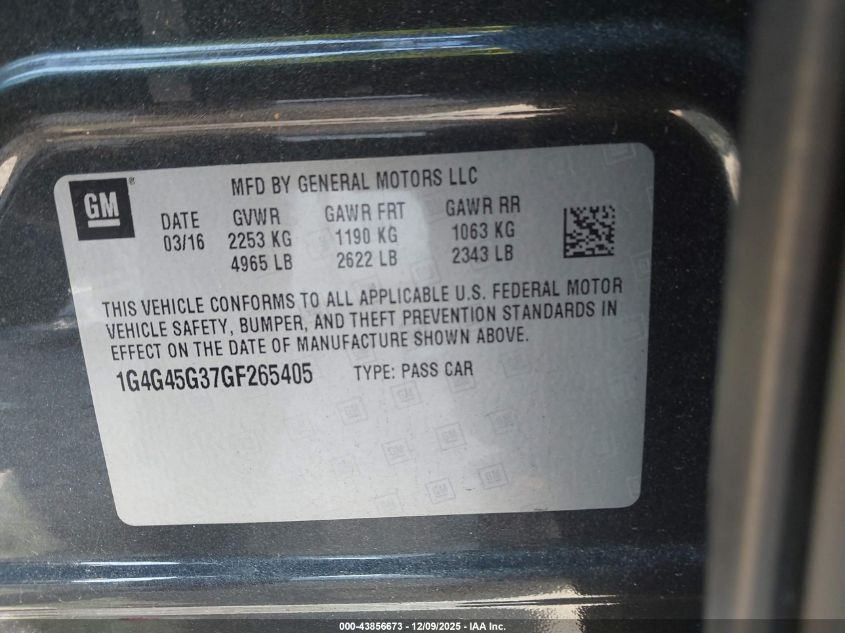 GM ®
MFD BY GENERAL MOTORS LLC
DATE GVWR GAWR FRT GAWR RR
03/16 2253 KG 1190 KG 1063 KG
4965 LB 2622 LB 2343 LB
THIS VEHICLE CONFORMS TO ALL APPLICABLE U.S. FEDERAL MOTOR
VEHICLE SAFETY, BUMPER, AND THEFT PREVENTION STANDARDS IN
EFFECT ON THE DATE OF MANUFACTURE SHOWN ABOVE.
1G4G45G37GF265405 TYPE: PASS CAR
000-43856673 - 12/09/2025 - IAA Inc.